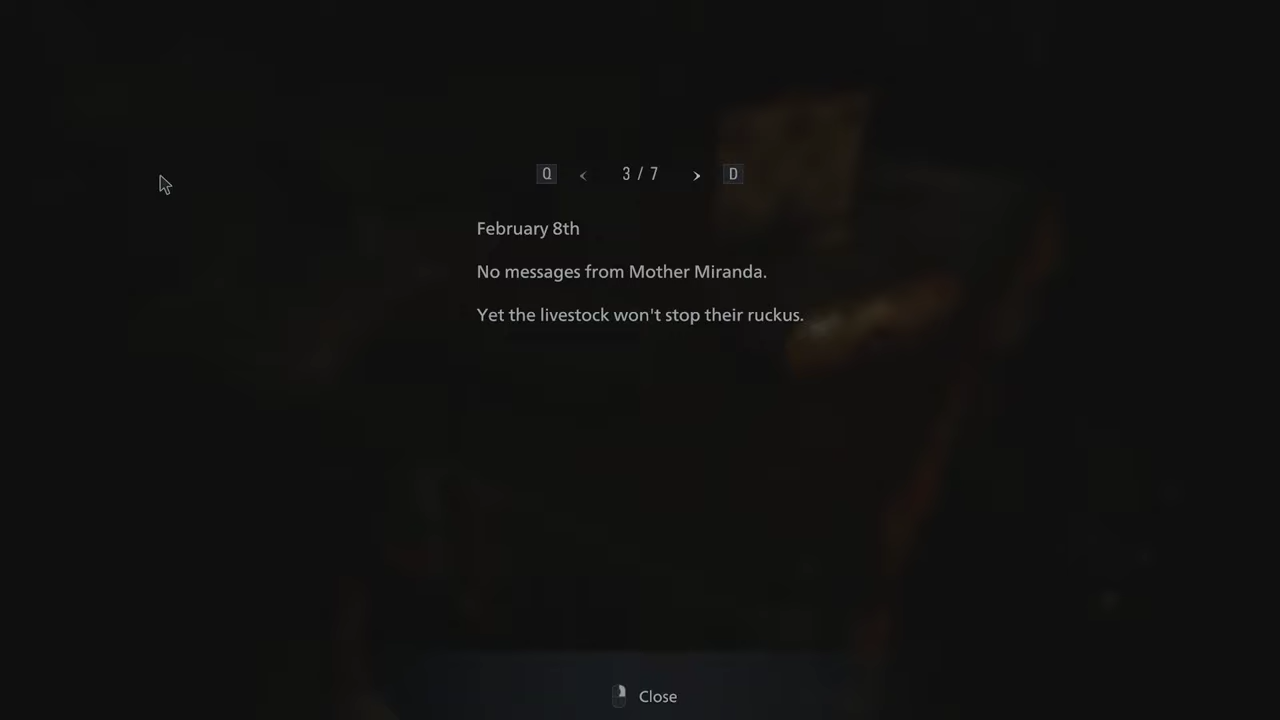 Q < 3 / 7 > D
February 8th
No messages from Mother Miranda.
Yet the livestock won't stop their ruckus.
Close